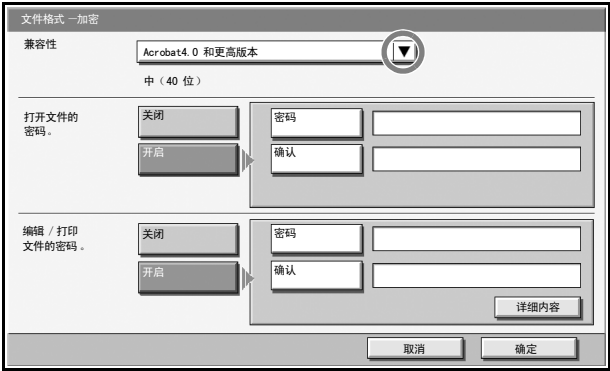 文件格式 －加密
兼容性
Acrobat4.0 和更高版本 ▼
中（40 位）
打开文件的
密码。
关闭
开启
密码
确认
编辑 / 打印
文件的密码 。
关闭
开启
密码
确认
详细内容
取消
确定